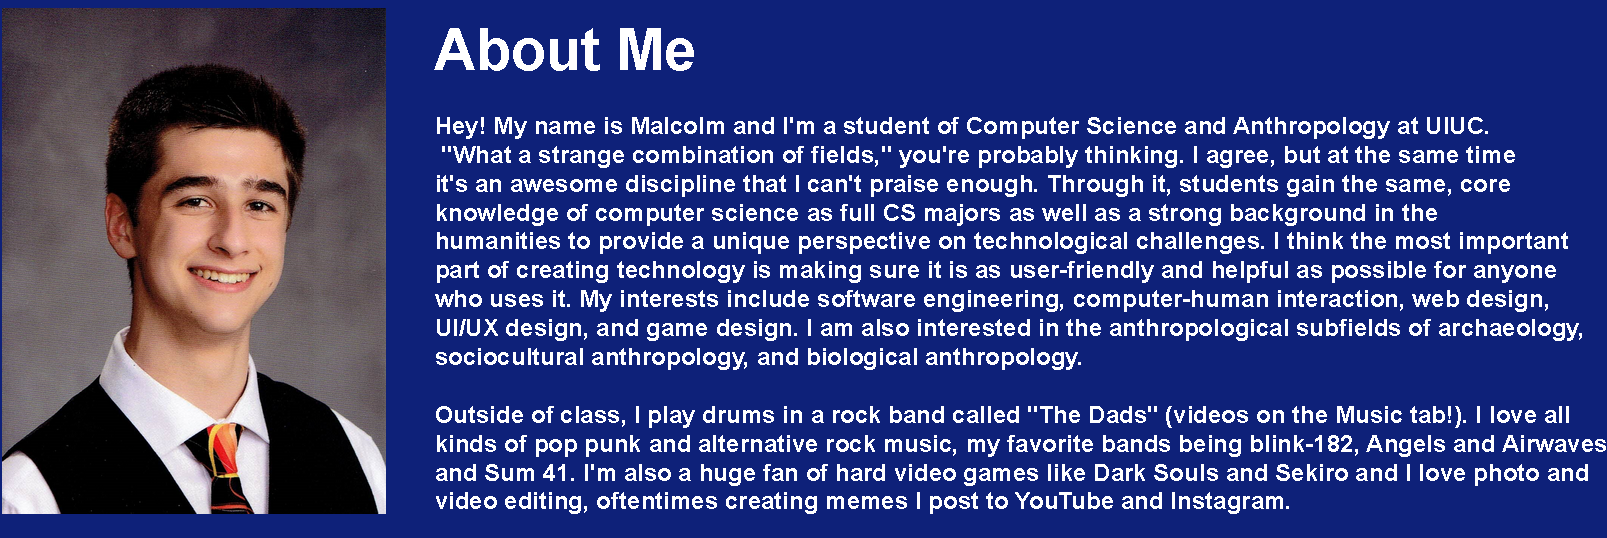 About Me
Hey! My name is Malcolm and I'm a student of Computer Science and Anthropology at UIUC.
"What a strange combination of fields," you're probably thinking. I agree, but at the same time
it's an awesome discipline that I can't praise enough. Through it, students gain the same, core
knowledge of computer science as full CS majors as well as a strong background in the
humanities to provide a unique perspective on technological challenges. I think the most important
part of creating technology is making sure it is as user-friendly and helpful as possible for anyone
who uses it. My interests include software engineering, computer-human interaction, web design,
UI/UX design, and game design. I am also interested in the anthropological subfields of archaeology,
sociocultural anthropology, and biological anthropology.
Outside of class, I play drums in a rock band called "The Dads" (videos on the Music tab!). I love all
kinds of pop punk and alternative rock music, my favorite bands being blink-182, Angels and Airwaves
and Sum 41. I'm also a huge fan of hard video games like Dark Souls and Sekiro and I love photo and
video editing, oftentimes creating memes I post to YouTube and Instagram.